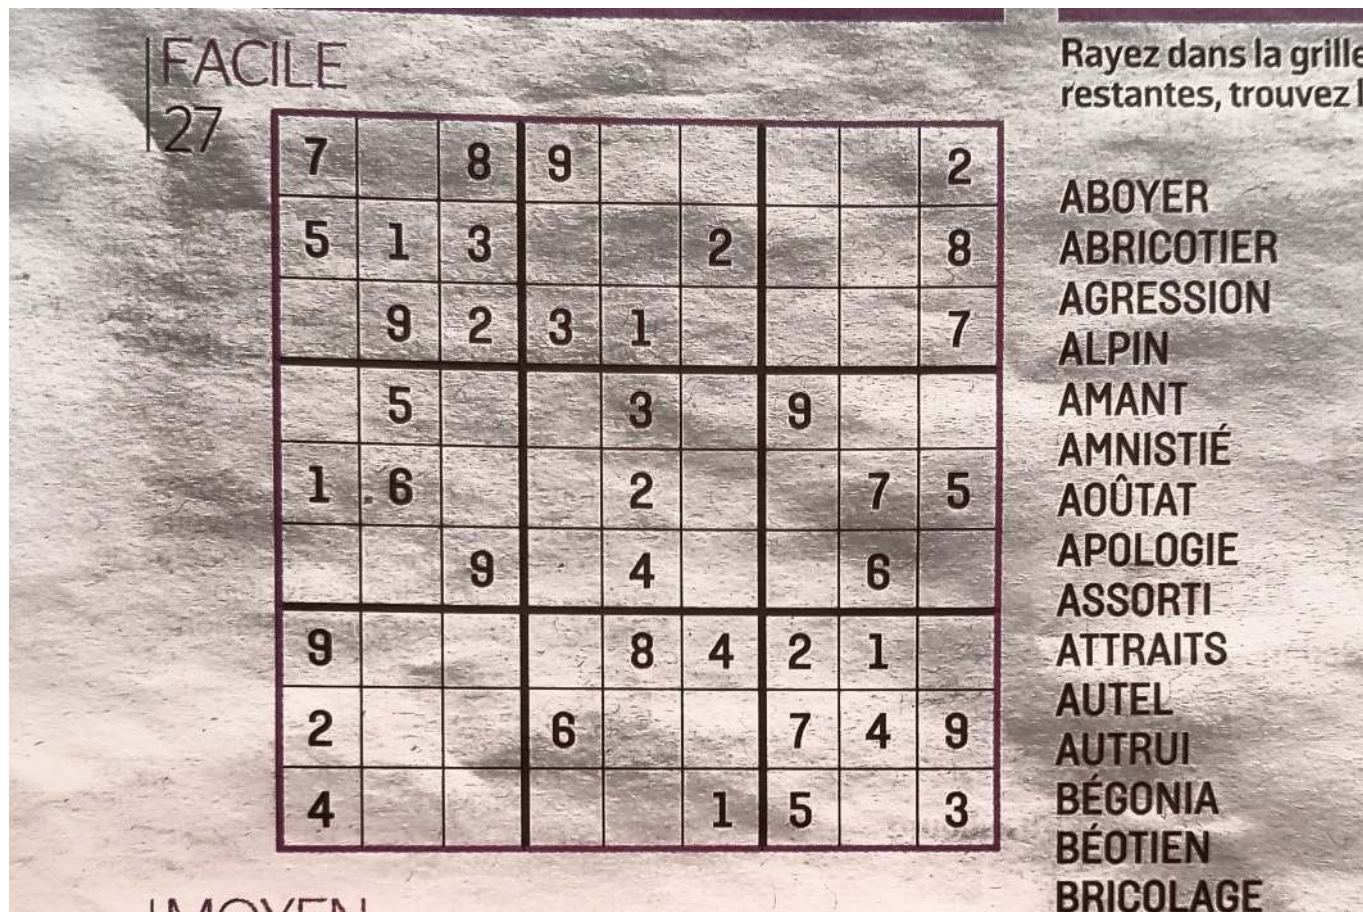 FACILE
27
7 8 9 2
5 1 3 2 8
9 2 3 1 7
5 3 9
1 6 2 7 5
9 4 6
9 8 4 2 1
2 6 7 4 9
4 1 5 3
MOYEN
Rayez dans la grille
restantes, trouvez
ABOYER
ABRICOTIER
AGRESSION
ALPIN
AMANT
AMNISTIÉ
AOÛTAT
APOLOGIE
ASSORTI
ATTRAITS
AUTEL
AUTRUI
BÉGONIA
BÉOTIEN
BRICOLAGE